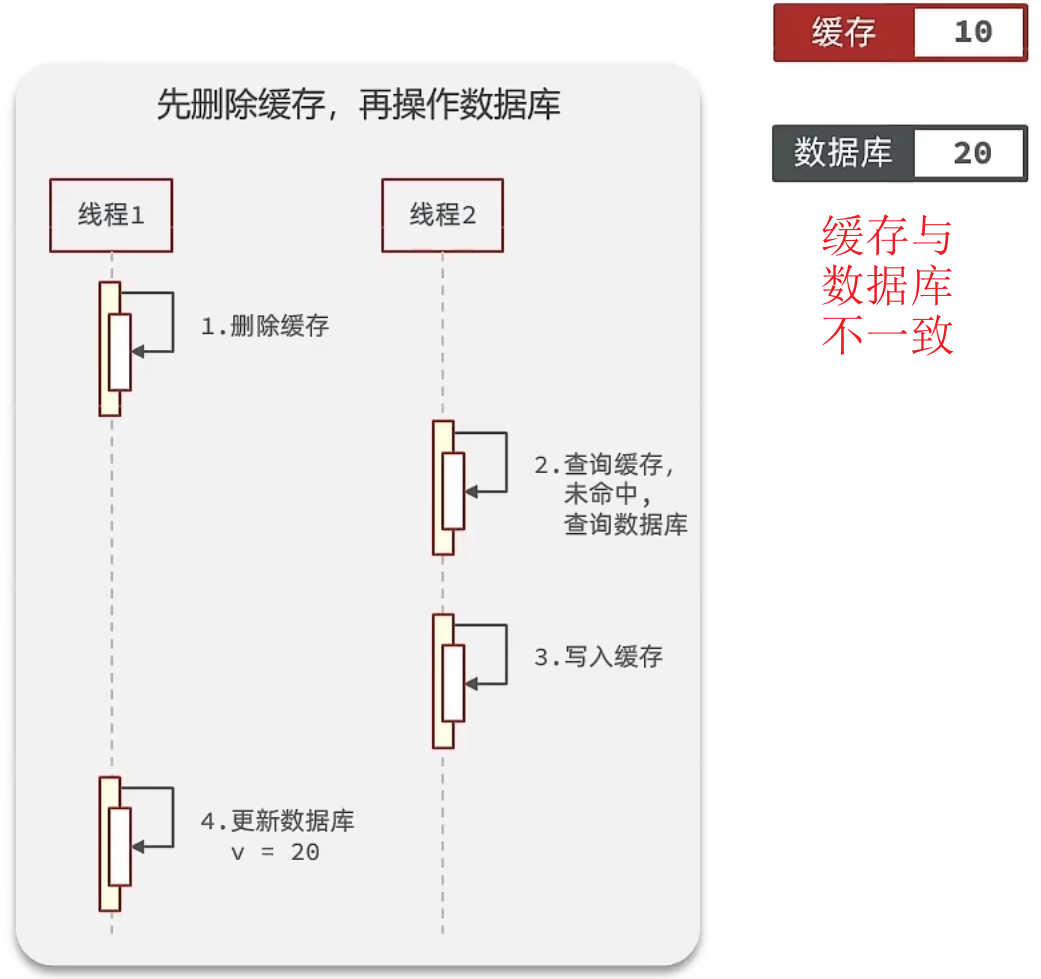 缓存 10
先删除缓存，再操作数据库
数据库 20
线程1
线程2
缓存与
数据库
不一致
1.删除缓存
2.查询缓存，
未命中，
查询数据库
3.写入缓存
4.更新数据库
v = 20